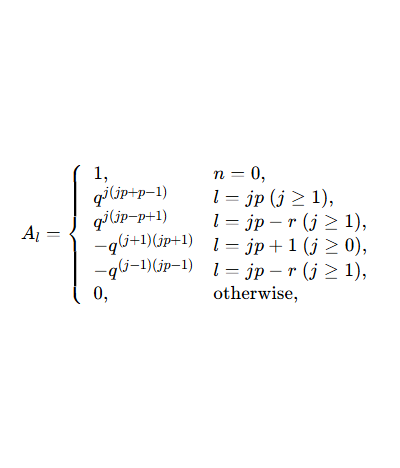 A_l = { 1, n = 0,
q^{j(jp+p−1)} l = jp (j ≥ 1),
q^{j(jp−p+1)} l = jp − r (j ≥ 1),
−q^{(j+1)(jp+1)} l = jp + 1 (j ≥ 0),
−q^{(j−1)(jp−1)} l = jp − r (j ≥ 1),
0, otherwise,